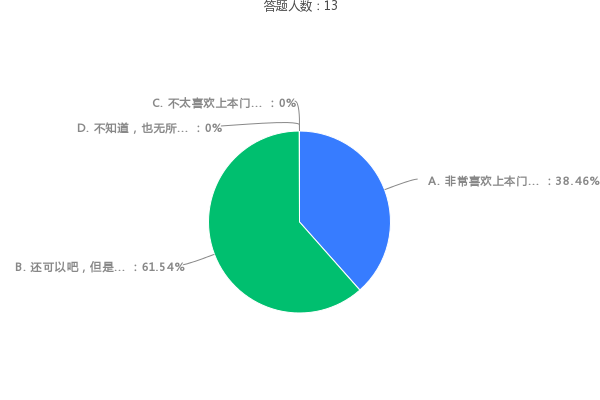 答题人数：13
C. 不太喜欢上本门... ：0%
D. 不知道，也无所... ：0%
A. 非常喜欢上本门... ：38.46%
B. 还可以吧，但是... ：61.54%